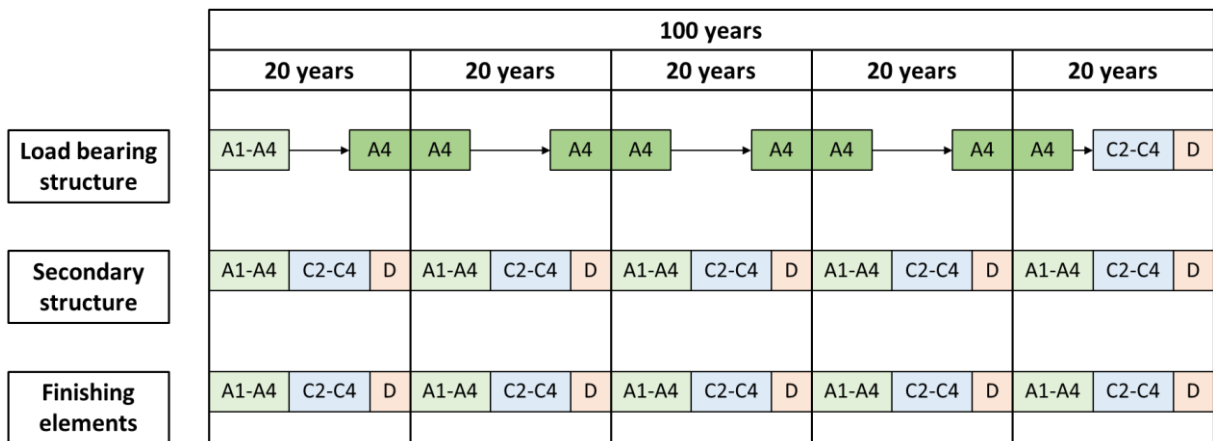 100 years
20 years 20 years 20 years 20 years 20 years
Load bearing
structure
A1-A4 A4 A4 A4 A4 A4 A4 A4 A4 C2-C4 D
Secondary
structure
A1-A4 C2-C4 D A1-A4 C2-C4 D A1-A4 C2-C4 D A1-A4 C2-C4 D A1-A4 C2-C4 D
Finishing
elements
A1-A4 C2-C4 D A1-A4 C2-C4 D A1-A4 C2-C4 D A1-A4 C2-C4 D A1-A4 C2-C4 D